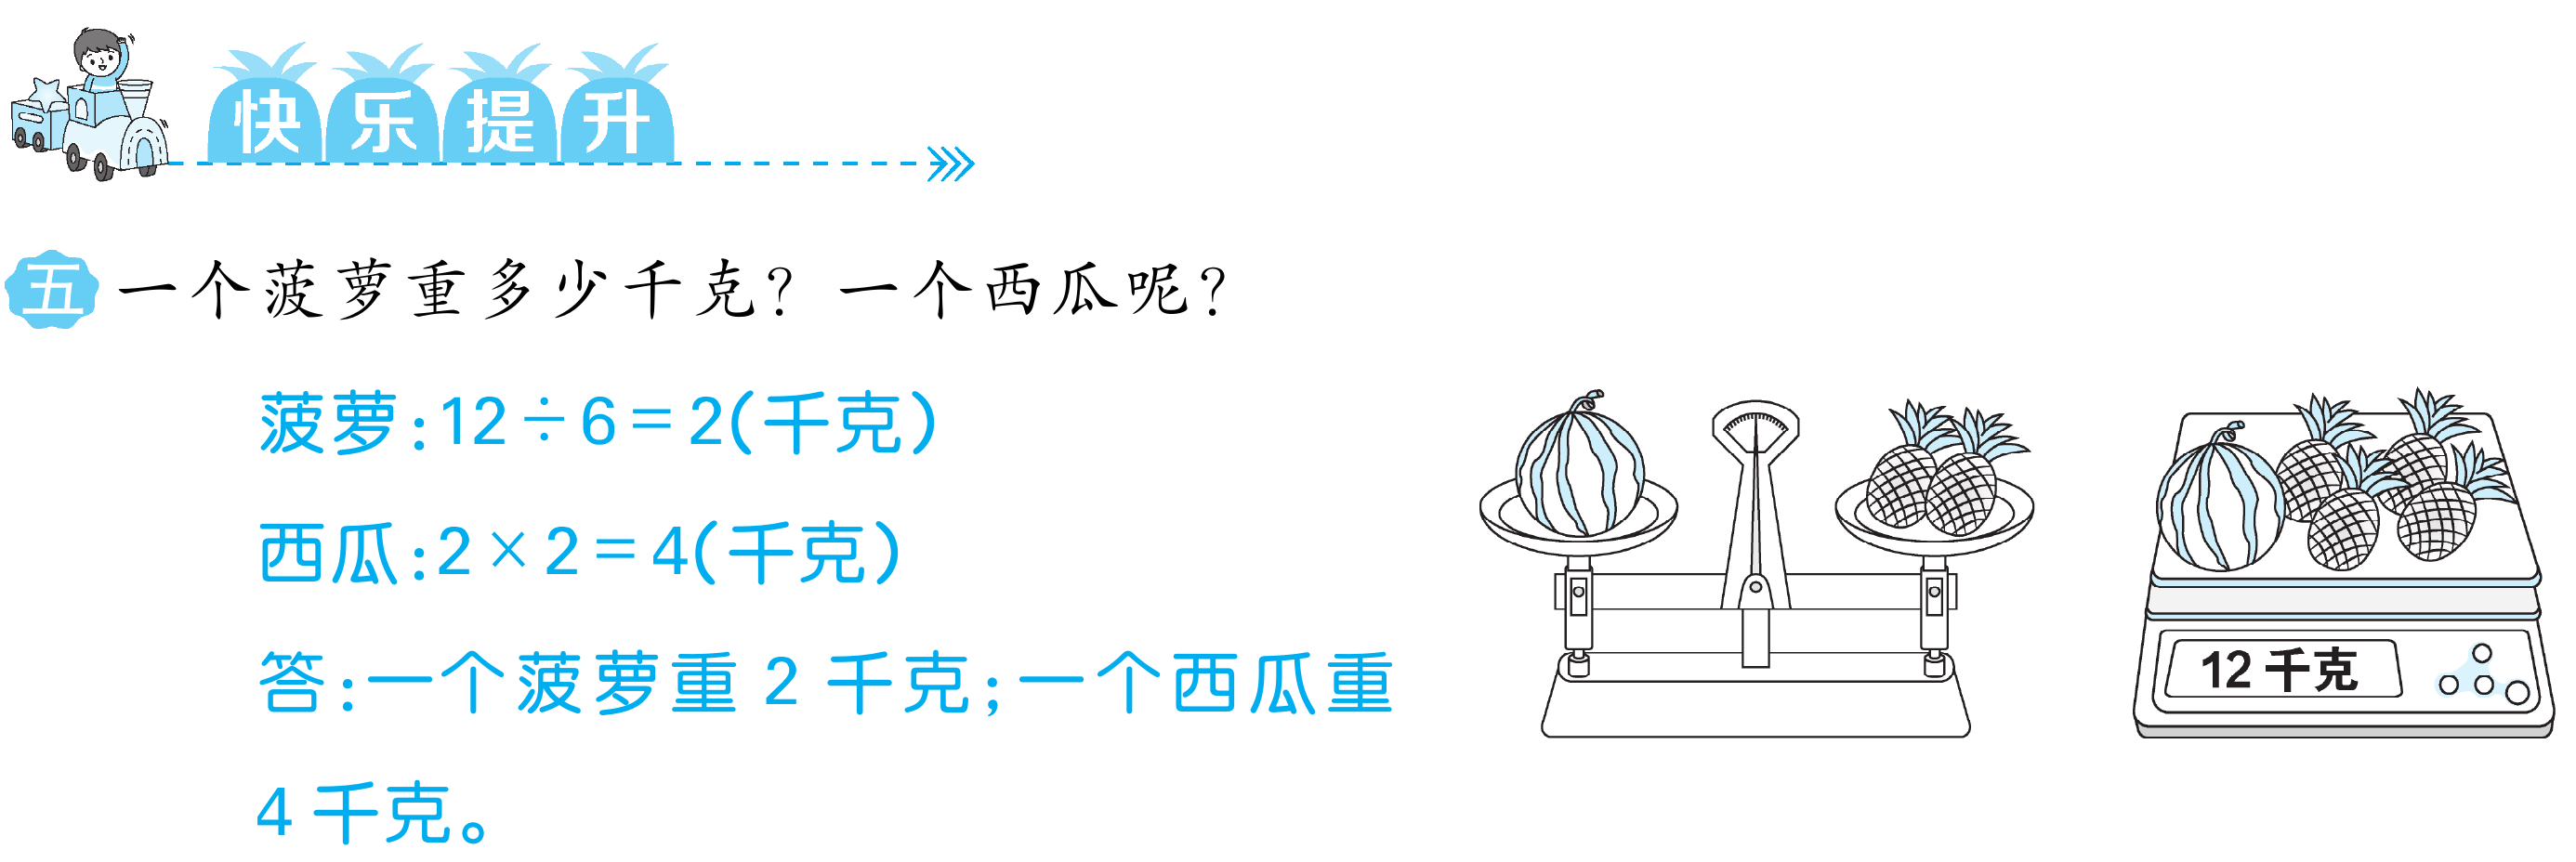 快乐提升
五 一个菠萝重多少千克？一个西瓜呢？
菠萝：12÷6=2(千克)
西瓜：2×2=4(千克)
答：一个菠萝重 2 千克；一个西瓜重
4 千克。
12 千克